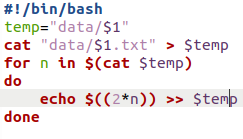 #!/bin/bash
temp="data/$1"
cat "data/$1.txt" > $temp
for n in $(cat $temp)
do
    echo $((2*n)) >> $temp
done